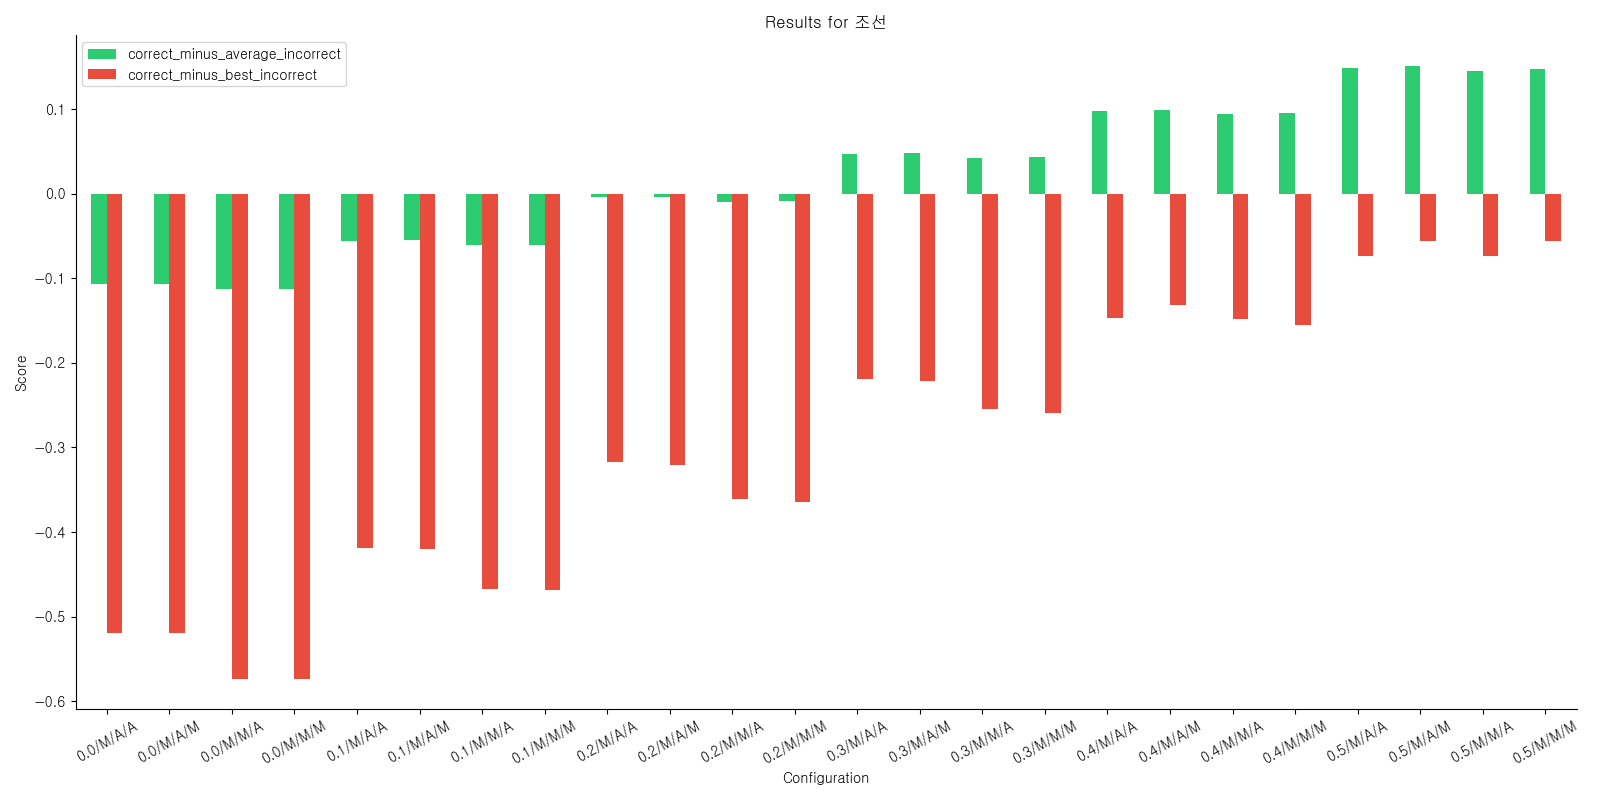 Results for 조선
correct_minus_average_incorrect
correct_minus_best_incorrect
Score
0.1
0.0
−0.1
−0.2
−0.3
−0.4
−0.5
−0.6
0.0/M/A/A
0.0/M/A/M
0.0/M/M/A
0.0/M/M/M
0.1/M/A/A
0.1/M/A/M
0.1/M/M/A
0.1/M/M/M
0.2/M/A/A
0.2/M/A/M
0.2/M/M/A
0.2/M/M/M
0.3/M/A/A
0.3/M/A/M
0.3/M/M/A
0.3/M/M/M
0.4/M/A/A
0.4/M/A/M
0.4/M/M/A
0.4/M/M/M
0.5/M/A/A
0.5/M/A/M
0.5/M/M/A
0.5/M/M/M
Configuration